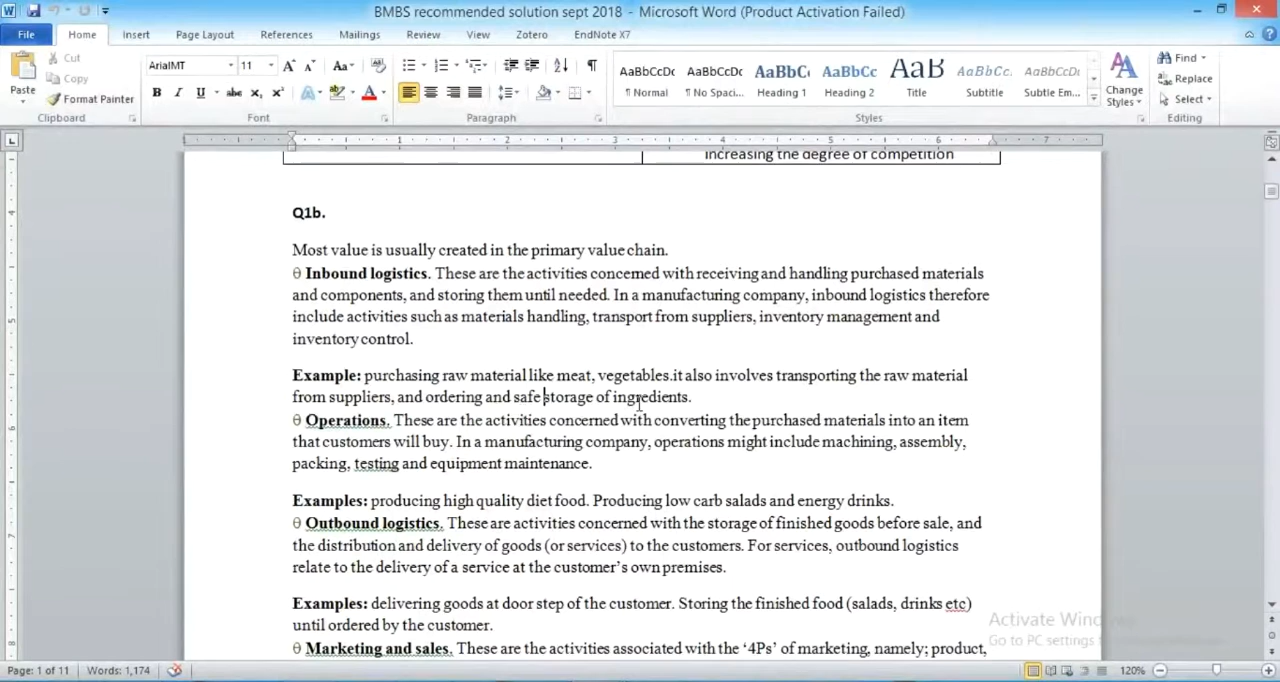 BMBS recommended solution sept 2018 - Microsoft Word (Product Activation Failed)
File Home Insert Page Layout References Mailings Review View Zotero EndNote X7
Paste
Cut
Copy
Format Painter
Clipboard
ArialMT 11
Font
Paragraph
AaBbCcDc AaBbCcDc AaBbC AaBbCc AaB AaBbCc. AaBbCcDc
¶ Normal ¶ No Spaci... Heading 1 Heading 2 Title Subtitle Subtle Em...
Styles
Change
Styles
Find
Replace
Select
Editing
1 2 3 4 5 6 7
Increasing the degree of competition
Q1b.
Most value is usually created in the primary value chain.
θ Inbound logistics. These are the activities concerned with receiving and handling purchased materials
and components, and storing them until needed. In a manufacturing company, inbound logistics therefore
include activities such as materials handling, transport from suppliers, inventory management and
inventory control.
Example: purchasing raw material like meat, vegetables.it also involves transporting the raw material
from suppliers, and ordering and safe storage of ingredients.
θ Operations. These are the activities concerned with converting the purchased materials into an item
that customers will buy. In a manufacturing company, operations might include machining, assembly,
packing, testing and equipment maintenance.
Examples: producing high quality diet food. Producing low carb salads and energy drinks.
θ Outbound logistics. These are activities concerned with the storage of finished goods before sale, and
the distribution and delivery of goods (or services) to the customers. For services, outbound logistics
relate to the delivery of a service at the customer's own premises.
Examples: delivering goods at door step of the customer. Storing the finished food (salads, drinks etc)
until ordered by the customer.
θ Marketing and sales. These are the activities associated with the ‘4Ps’ of marketing, namely; product,
Activate
Go to PC settings
Page: 1 of 11 Words: 1,174 120%